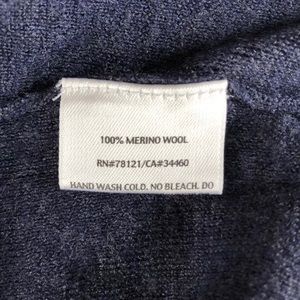 100% MERINO WOOL
RN#78121/CA#34460
HAND WASH COLD. NO BLEACH. DO